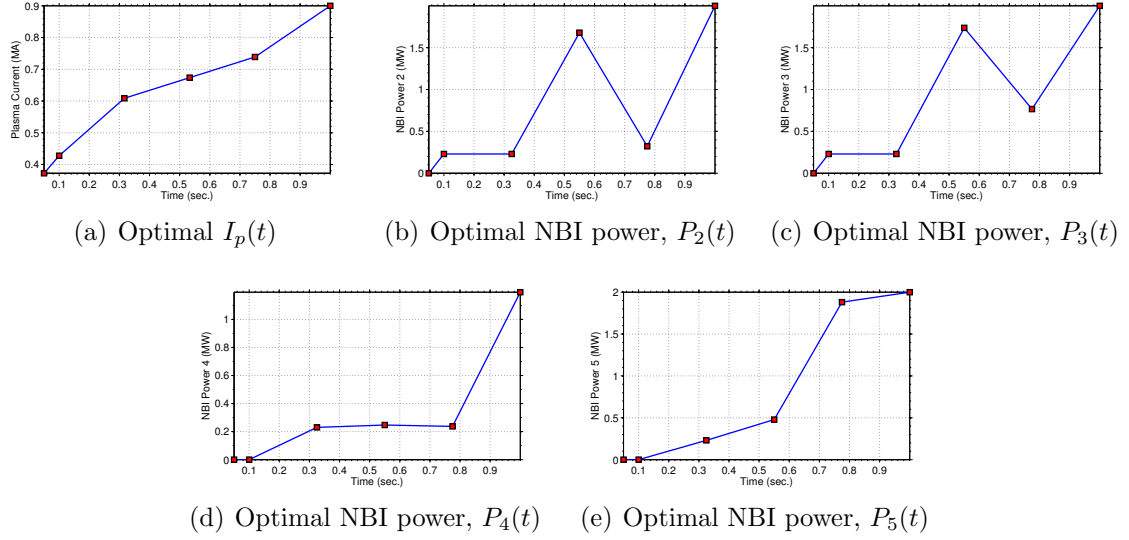 0.9
0.8
0.7
0.6
0.5
0.4
Plasma Current (MA)
0.1 0.2 0.3 0.4 0.5 0.6 0.7 0.8 0.9
Time (sec.)
(a) Optimal I_p(t)
2
1.5
1
0.5
0
NBI Power 2 (MW)
0.1 0.2 0.3 0.4 0.5 0.6 0.7 0.8 0.9
Time (sec.)
(b) Optimal NBI power, P_2(t)
2
1.5
1
0.5
0
NBI Power 3 (MW)
0.1 0.2 0.3 0.4 0.5 0.6 0.7 0.8 0.9
Time (sec.)
(c) Optimal NBI power, P_3(t)
1
0.8
0.6
0.4
0.2
0
NBI Power 4 (MW)
0.1 0.2 0.3 0.4 0.5 0.6 0.7 0.8 0.9
Time (sec.)
(d) Optimal NBI power, P_4(t)
2
1.5
1
0.5
0
NBI Power 5 (MW)
0.1 0.2 0.3 0.4 0.5 0.6 0.7 0.8 0.9
Time (sec.)
(e) Optimal NBI power, P_5(t)